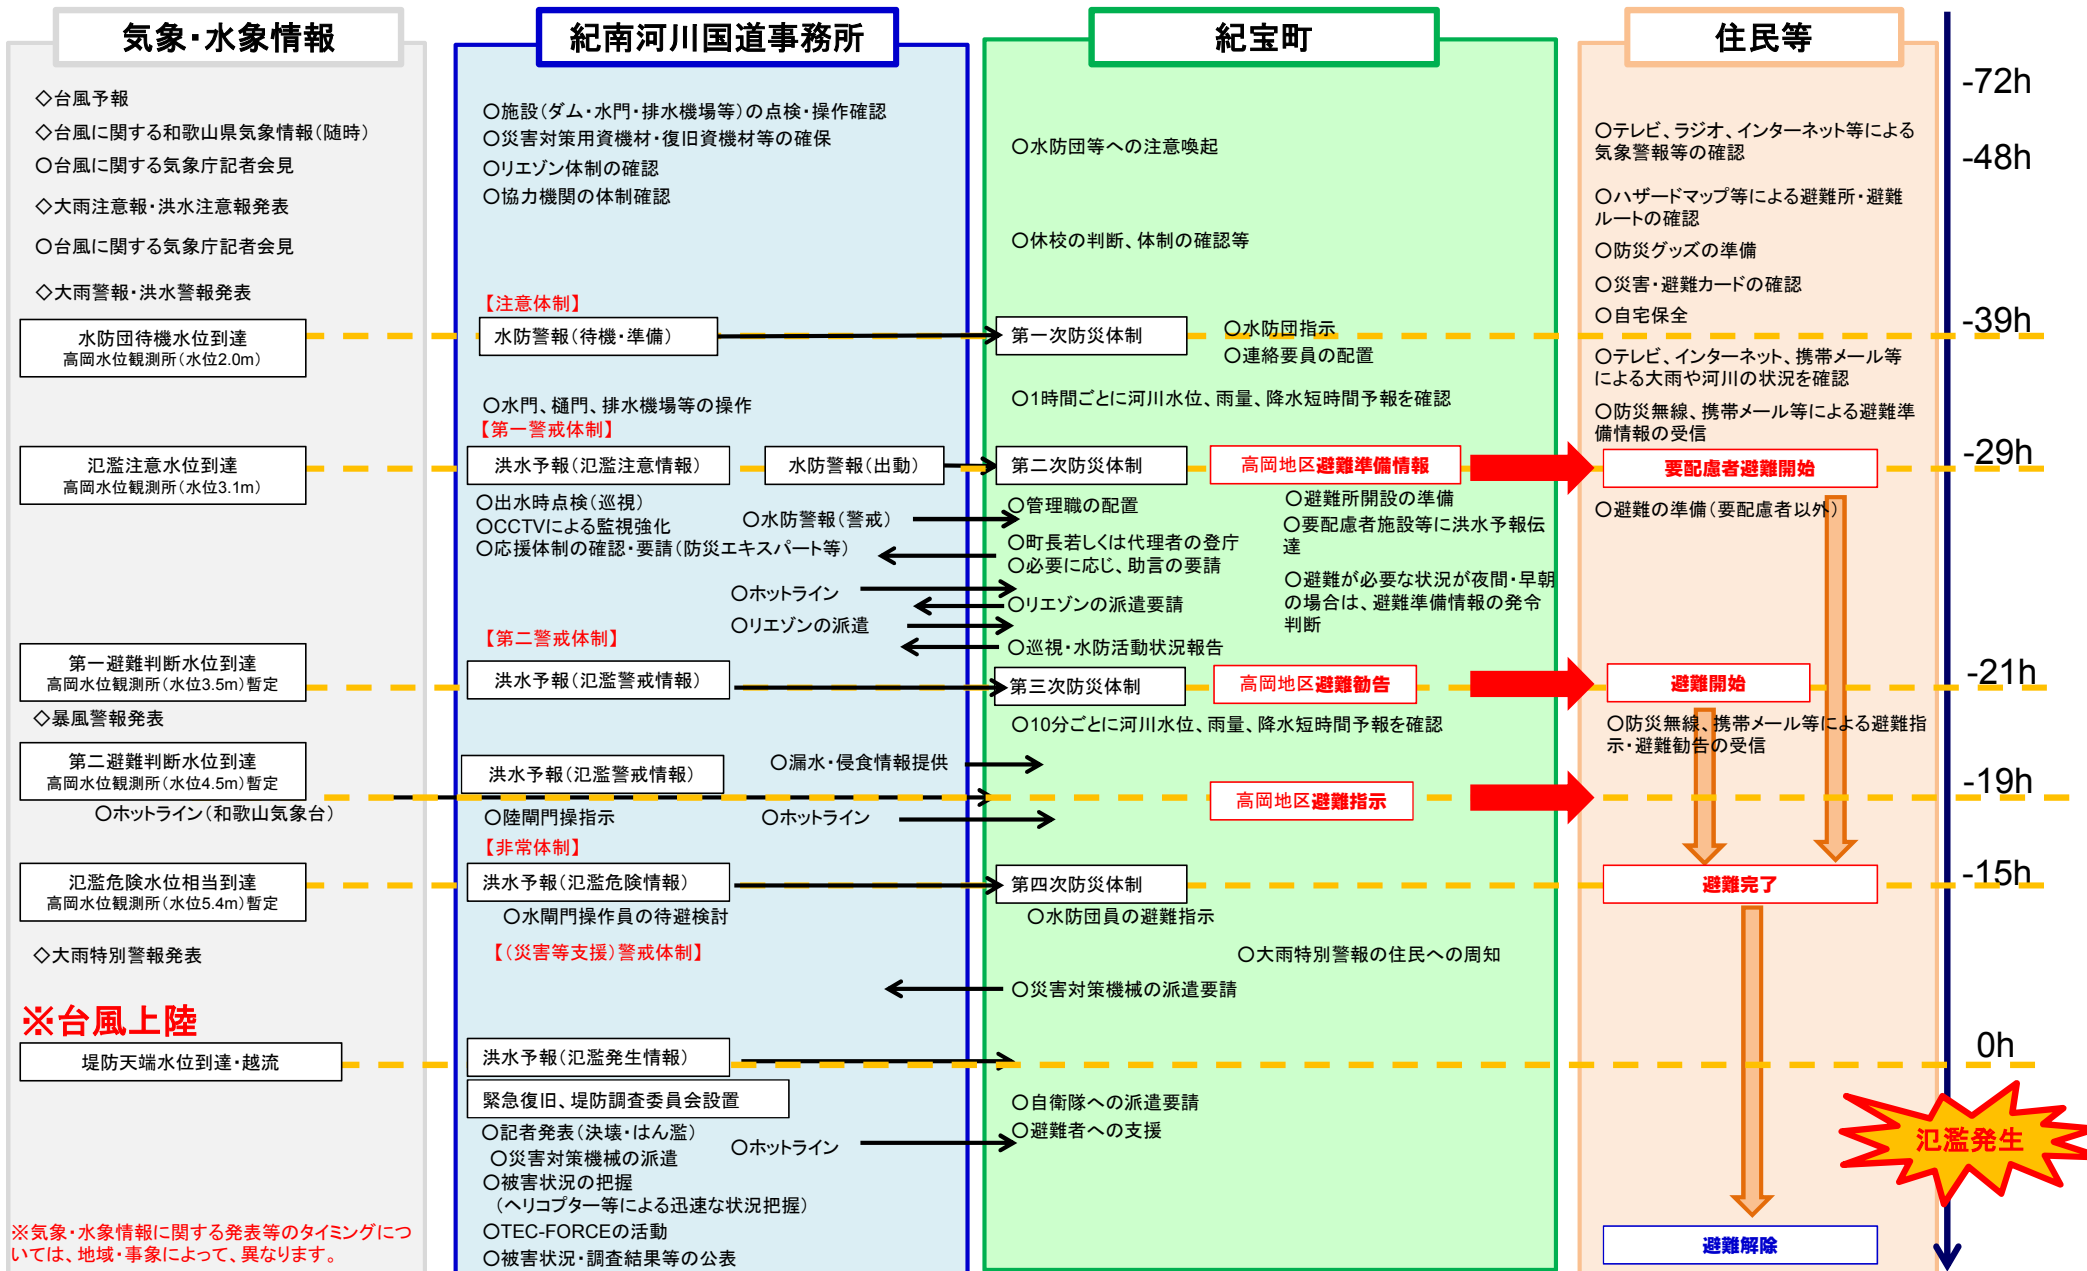 気象・水象情報
◇台風予報
◇台風に関する和歌山県気象情報（随時）
○台風に関する気象庁記者会見
◇大雨注意報・洪水注意報発表
○台風に関する気象庁記者会見
◇大雨警報・洪水警報発表
水防団待機水位到達
高岡水位観測所（水位2.0m）
氾濫注意水位到達
高岡水位観測所（水位3.1m）
第一避難判断水位到達
高岡水位観測所（水位3.5m）暫定
◇暴風警報発表
第二避難判断水位到達
高岡水位観測所（水位4.5m）暫定
○ホットライン（和歌山気象台）
氾濫危険水位相当到達
高岡水位観測所（水位5.4m）暫定
◇大雨特別警報発表
※台風上陸
堤防天端水位到達・越流
※気象・水象情報に関する発表等のタイミングにつ
いては、地域・事象によって、異なります。
紀南河川国道事務所
○施設（ダム・水門・排水機場等）の点検・操作確認
○災害対策用資機材・復旧資機材等の確保
○リエゾン体制の確認
○協力機関の体制確認
【注意体制】
水防警報（待機・準備）
○水門、樋門、排水機場等の操作
【第一警戒体制】
洪水予報（氾濫注意情報）
水防警報（出動）
○出水時点検（巡視）
○CCTVによる監視強化
○水防警報（警戒）
○応援体制の確認・要請（防災エキスパート等）
○ホットライン
○リエゾンの派遣
【第二警戒体制】
洪水予報（氾濫警戒情報）
○漏水・侵食情報提供
洪水予報（氾濫警戒情報）
○陸閘門操指示
○ホットライン
【非常体制】
洪水予報（氾濫危険情報）
○水閘門操作員の待避検討
【（災害等支援）警戒体制】
洪水予報（氾濫発生情報）
緊急復旧、堤防調査委員会設置
○記者発表（決壊・はん濫）
○ホットライン
○災害対策機械の派遣
○被害状況の把握
（ヘリコプター等による迅速な状況把握）
○TEC-FORCEの活動
○被害状況・調査結果等の公表
紀宝町
○水防団等への注意喚起
○休校の判断、体制の確認等
第一次防災体制
○水防団指示
○連絡要員の配置
○1時間ごとに河川水位、雨量、降水短時間予報を確認
第二次防災体制
高岡地区避難準備情報
○管理職の配置
○町長若しくは代理者の登庁
○必要に応じ、助言の要請
○リエゾンの派遣要請
○巡視・水防活動状況報告
○避難所開設の準備
○要配慮者施設等に洪水予報伝
達
○避難が必要な状況が夜間・早朝
の場合は、避難準備情報の発令
判断
第三次防災体制
高岡地区避難勧告
○10分ごとに河川水位、雨量、降水短時間予報を確認
高岡地区避難指示
第四次防災体制
○水防団員の避難指示
○大雨特別警報の住民への周知
○災害対策機械の派遣要請
○自衛隊への派遣要請
○避難者への支援
住民等
○テレビ、ラジオ、インターネット等による
気象警報等の確認
○ハザードマップ等による避難所・避難
ルートの確認
○防災グッズの準備
○災害・避難カードの確認
○自宅保全
○テレビ、インターネット、携帯メール等
による大雨や河川の状況を確認
○防災無線、携帯メール等による避難準
備情報の受信
要配慮者避難開始
○避難の準備（要配慮者以外）
避難開始
○防災無線、携帯メール等による避難指
示・避難勧告の受信
避難完了
避難解除
-72h
-48h
-39h
-29h
-21h
-19h
-15h
0h
氾濫発生